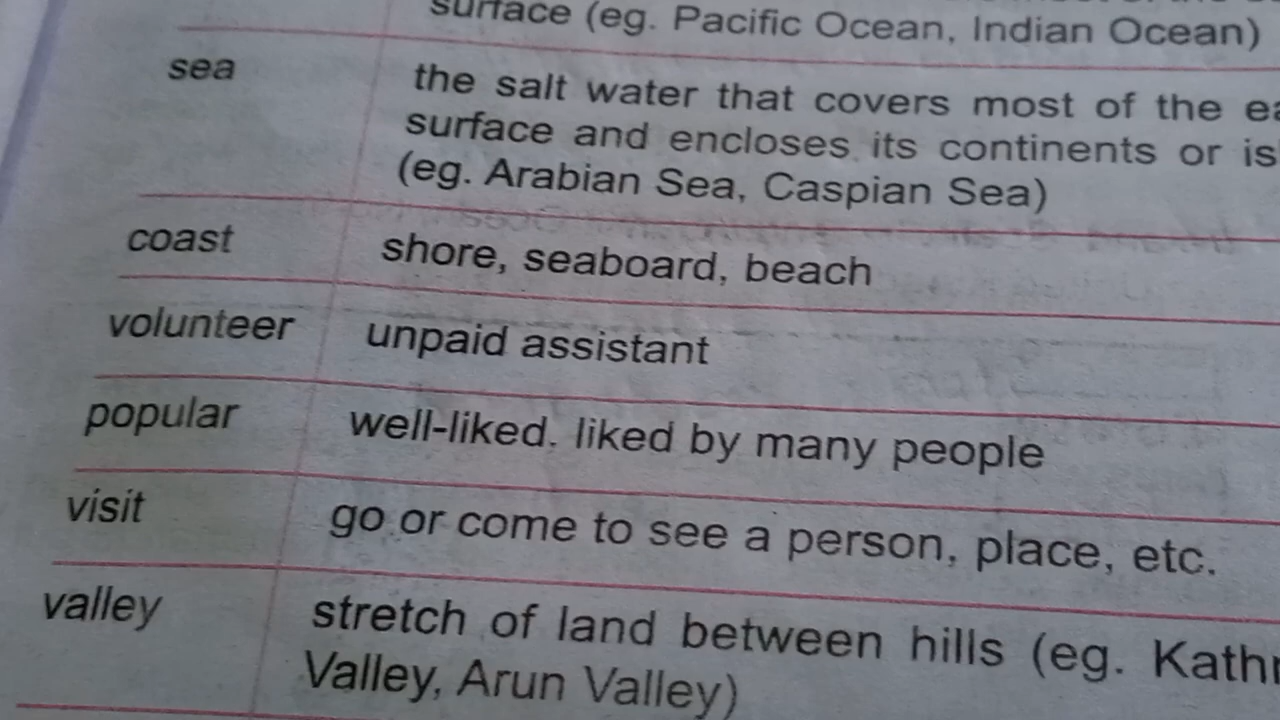 surface (eg. Pacific Ocean, Indian Ocean)
sea the salt water that covers most of the
surface and encloses its continents or
(eg. Arabian Sea, Caspian Sea)
coast shore, seaboard, beach
volunteer unpaid assistant
popular well-liked. liked by many people
visit go or come to see a person, place, etc.
valley stretch of land between hills (eg.
Valley, Arun Valley)